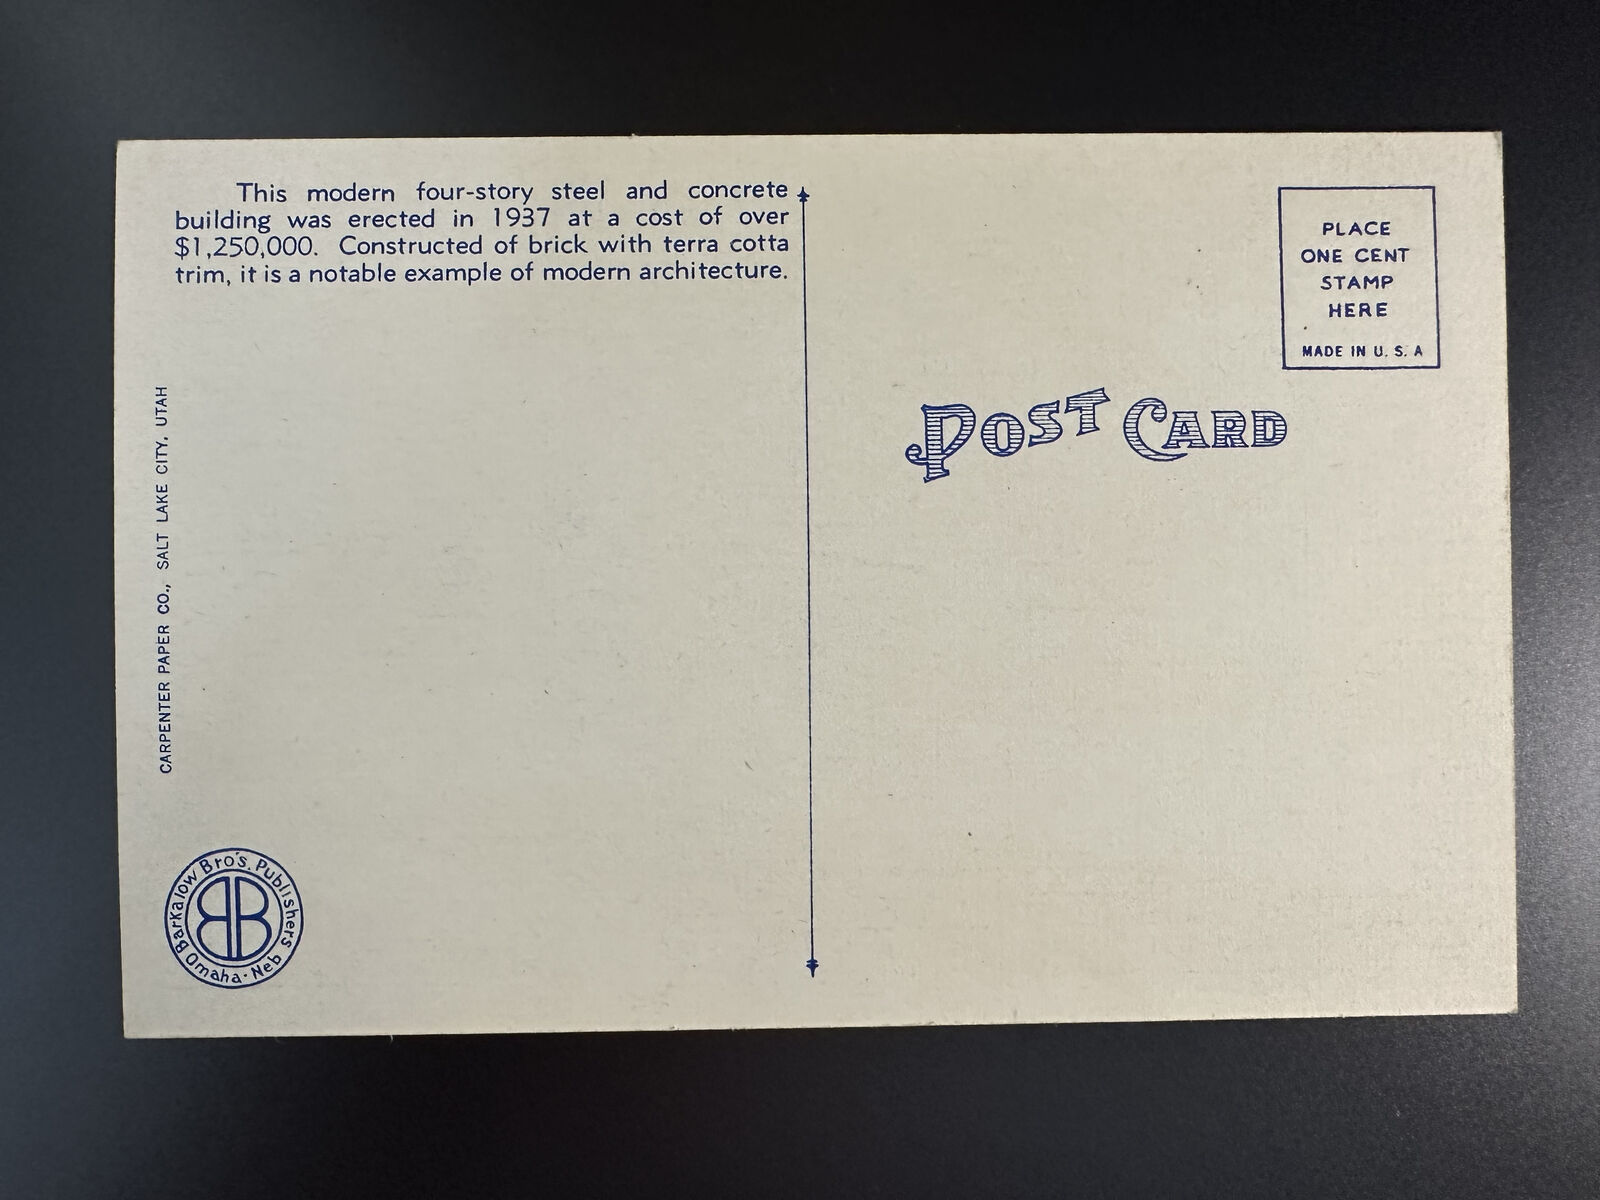 This modern four-story steel and concrete
building was erected in 1937 at a cost of over
$1,250,000. Constructed of brick with terra cotta
trim, it is a notable example of modern architecture.
PLACE
ONE CENT
STAMP
HERE
MADE IN U. S. A
POST CARD
CARPENTER PAPER CO., SALT LAKE CITY, UTAH
Barkalow Bro's. Publishers
BB
Omaha - Neb